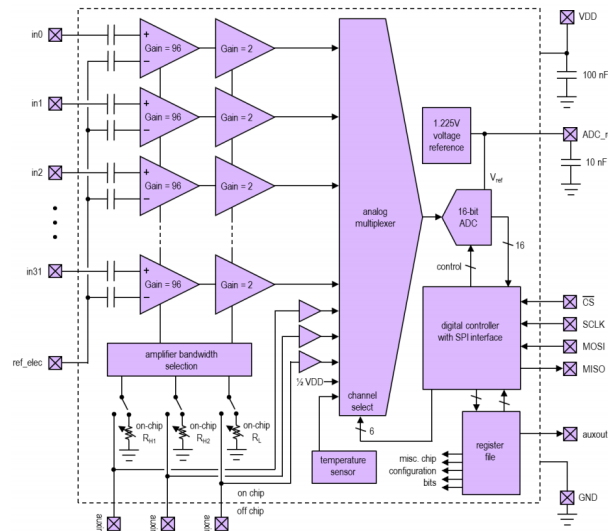 in0
Gain = 96
Gain = 2
VDD
100 nF
in1
Gain = 96
Gain = 2
1.225V
voltage
reference
ADC_r
10 nF
in2
Gain = 96
Gain = 2
Vref
analog
multiplexer
16-bit
ADC
16
control
in31
Gain = 96
Gain = 2
digital controller
with SPI interface
CS
SCLK
MOSI
MISO
ref_elec
amplifier bandwidth
selection
½ VDD
channel
select
6
on-chip
RH1
on-chip
RH2
on-chip
RL
temperature
sensor
misc. chip
configuration
bits
register
file
auxout
on chip
off chip
GND